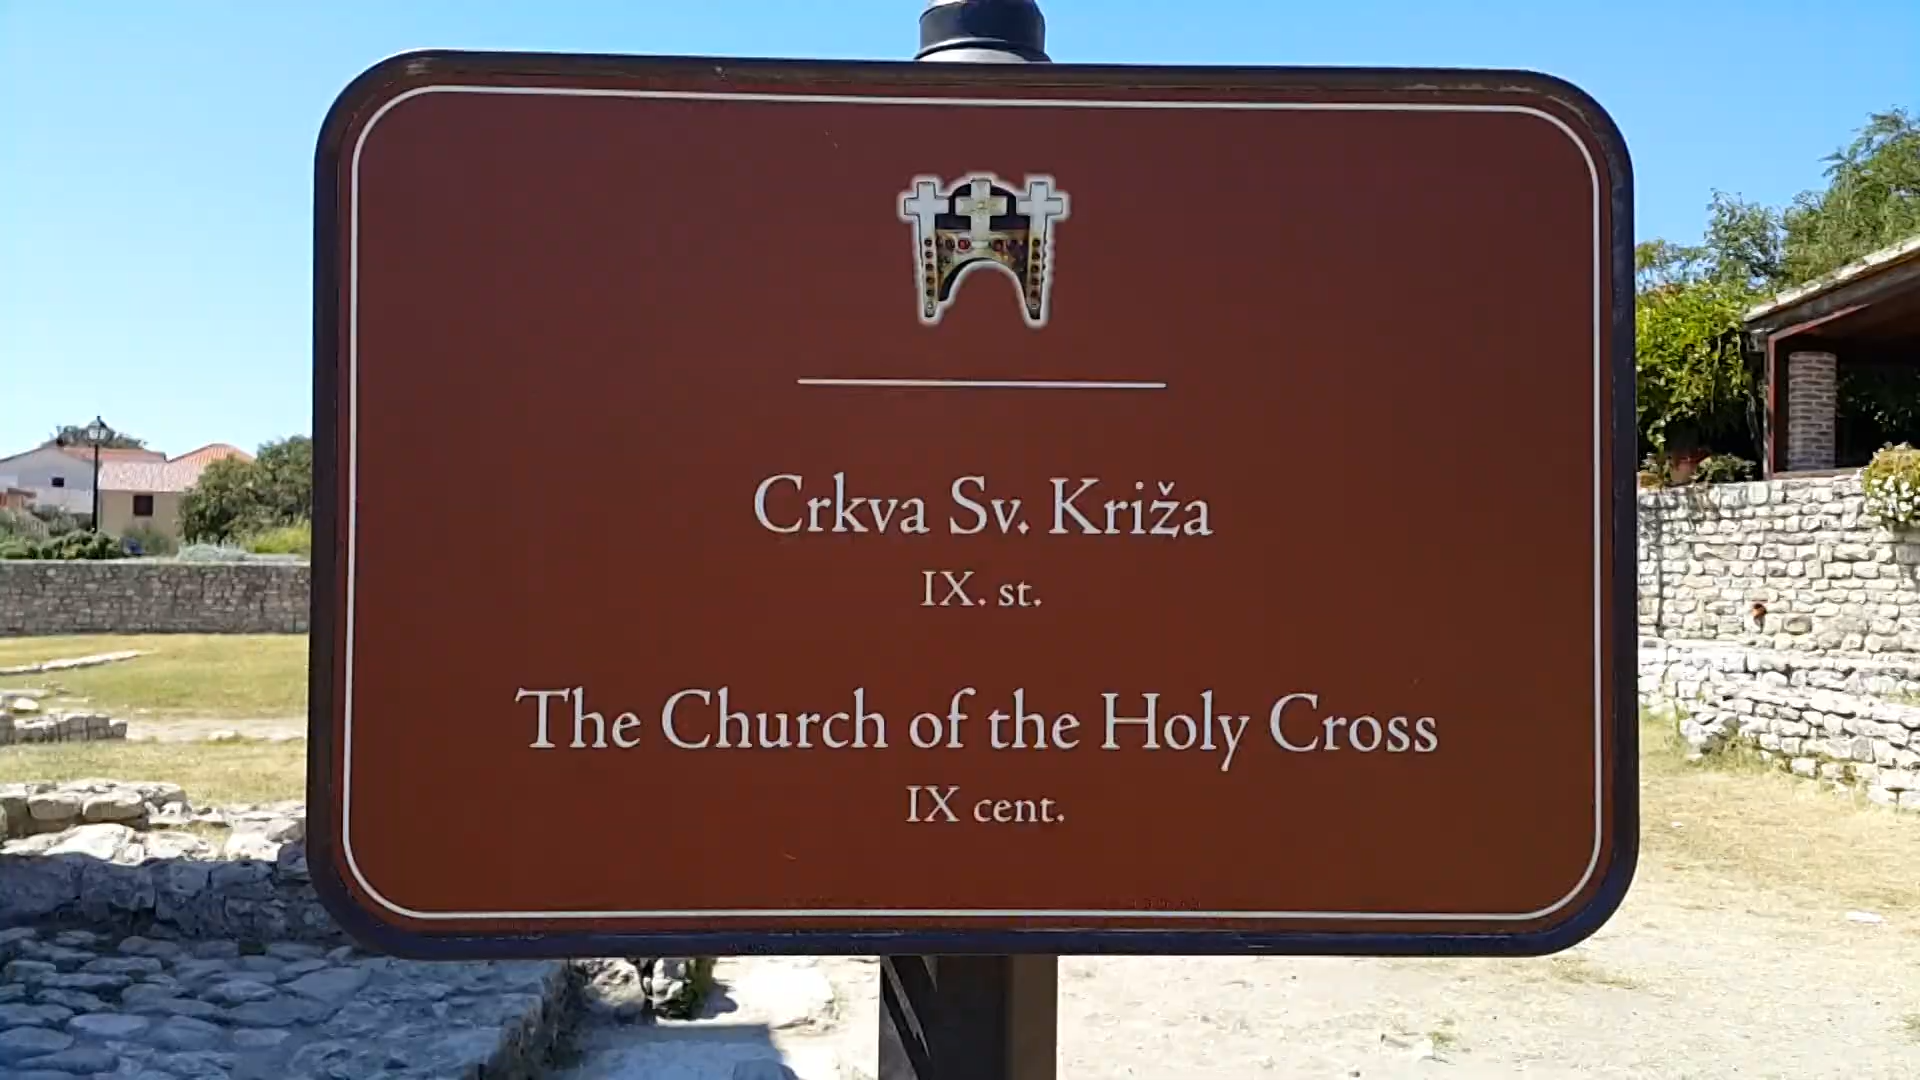 Crkva Sv. Križa
IX. st.
The Church of the Holy Cross
IX cent.